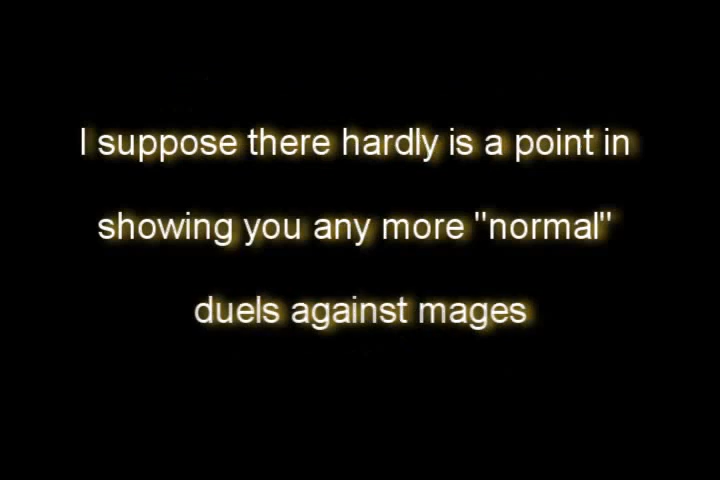 I suppose there hardly is a point in
showing you any more "normal"
duels against mages